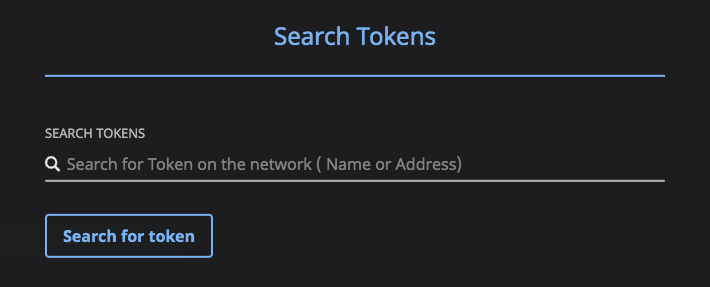 Search Tokens
SEARCH TOKENS
Search for Token on the network ( Name or Address)
Search for token